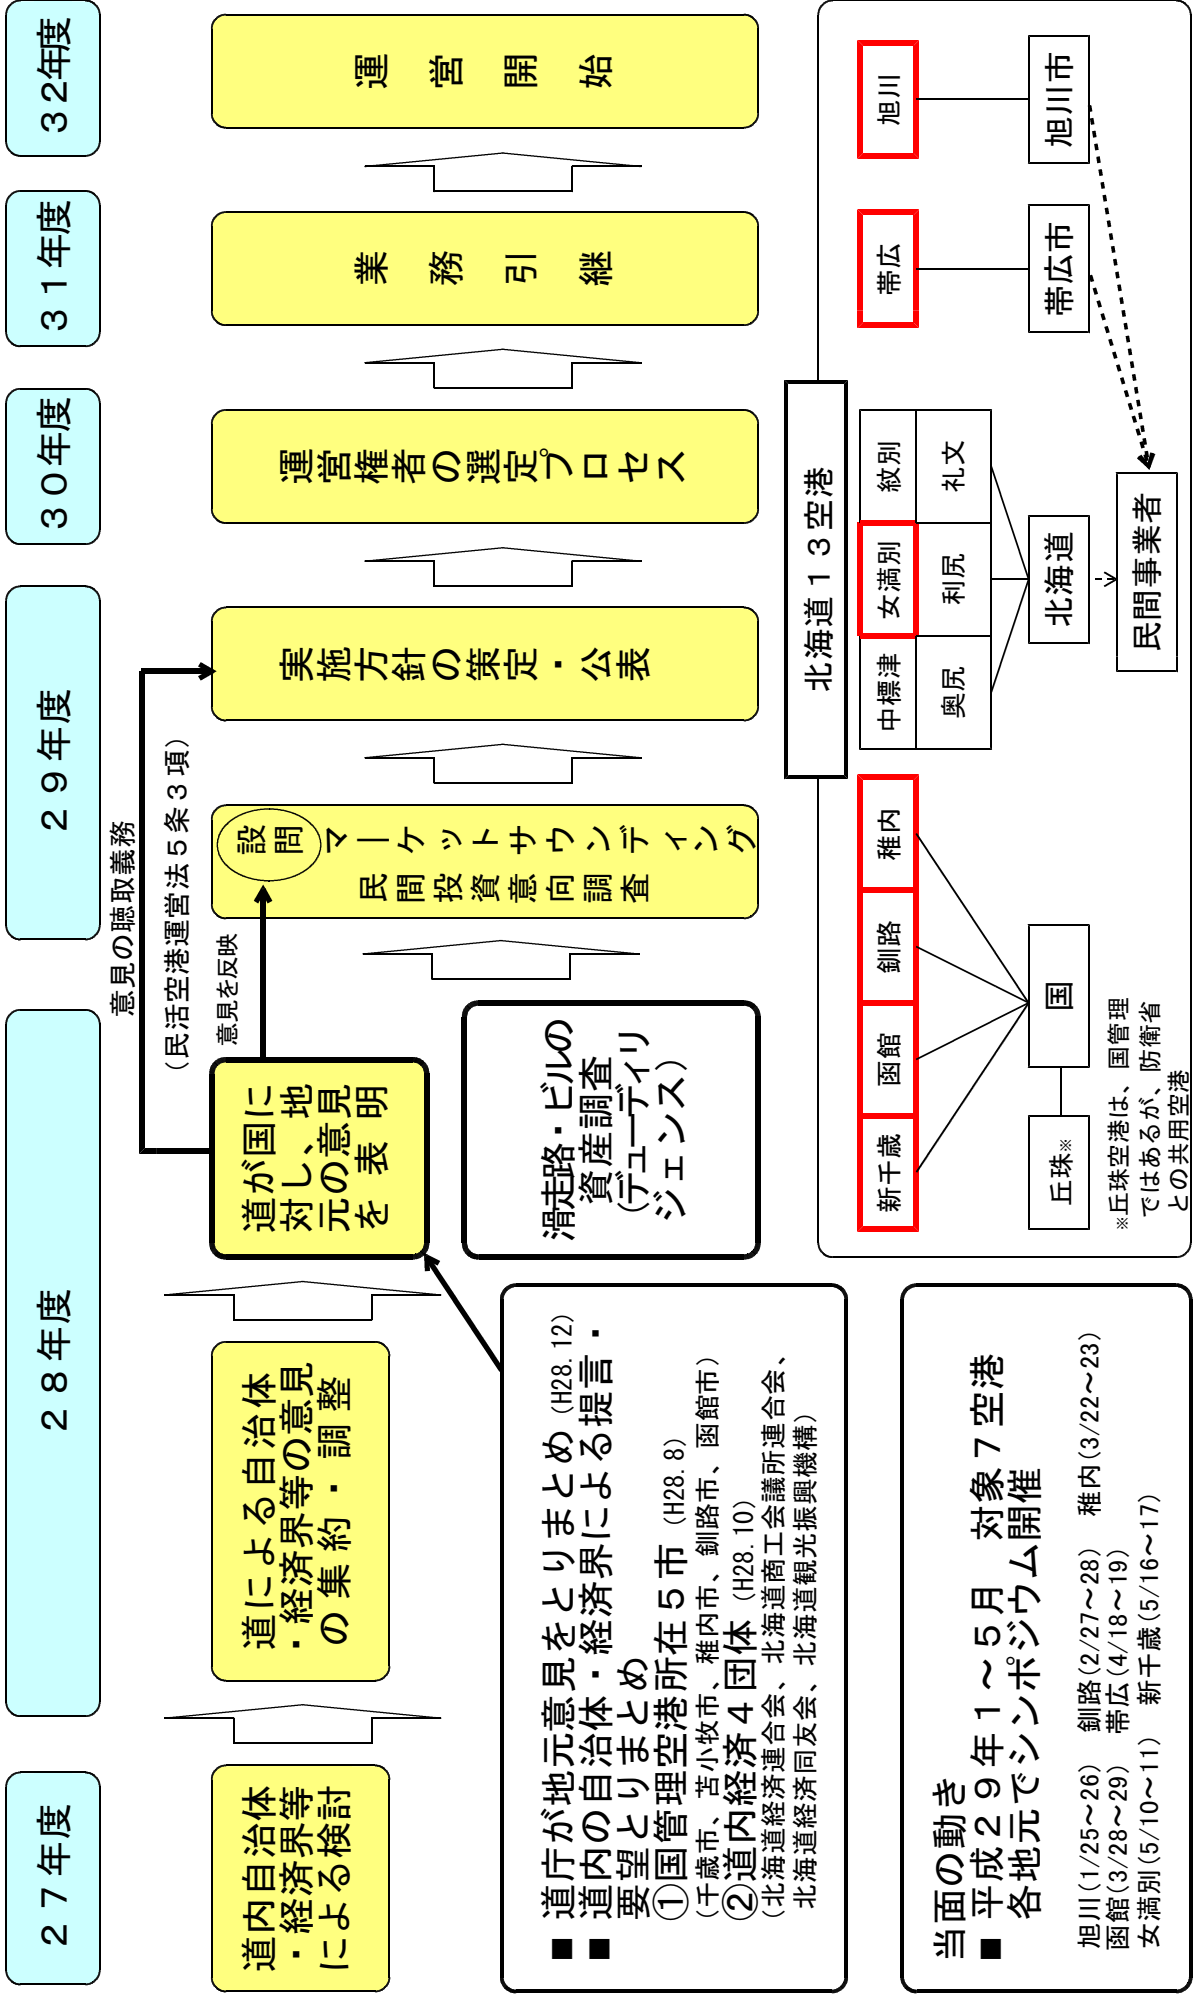 ２７年度
２８年度
２９年度
３０年度
３１年度
３２年度
道内自治体
・経済界等
による検討
道による自治体
・経済界等の意見
の集約・調整
道が国に
対し、地
元の意見
を表明
意見の聴取義務
（民活空港運営法５条３項）
意見を反映
滑走路・ビルの
資産調査
（デューディリ
ジェンス）
設問
マーケットサウンディング
民間投資意向調査
実施方針の策定・公表
運営権者の選定プロセス
業務引継
運営開始
■ 道庁が地元意見をとりまとめ（H28.12）
■ 道内の自治体・経済界による提言・
要望とりまとめ
①国管理空港所在５市（H28.8）
（千歳市、苫小牧市、稚内市、釧路市、函館市）
②道内経済４団体（H28.10）
（北海道経済連合会、北海道商工会議所連合会、
北海道経済同友会、北海道観光振興機構）
当面の動き
■ 平成２９年１～５月　対象７空港
各地元でシンポジウム開催
旭川(1/25～26)　釧路(2/27～28)　稚内(3/22～23)
函館(3/28～29)　帯広(4/18～19)
女満別(5/10～11)　新千歳(5/16～17)
北海道１３空港
新千歳
函館
釧路
稚内
中標津
女満別
紋別
奥尻
利尻
礼文
帯広
旭川
丘珠※
国
北海道
帯広市
旭川市
民間事業者
※丘珠空港は、国管理
ではあるが、防衛省
との共用空港